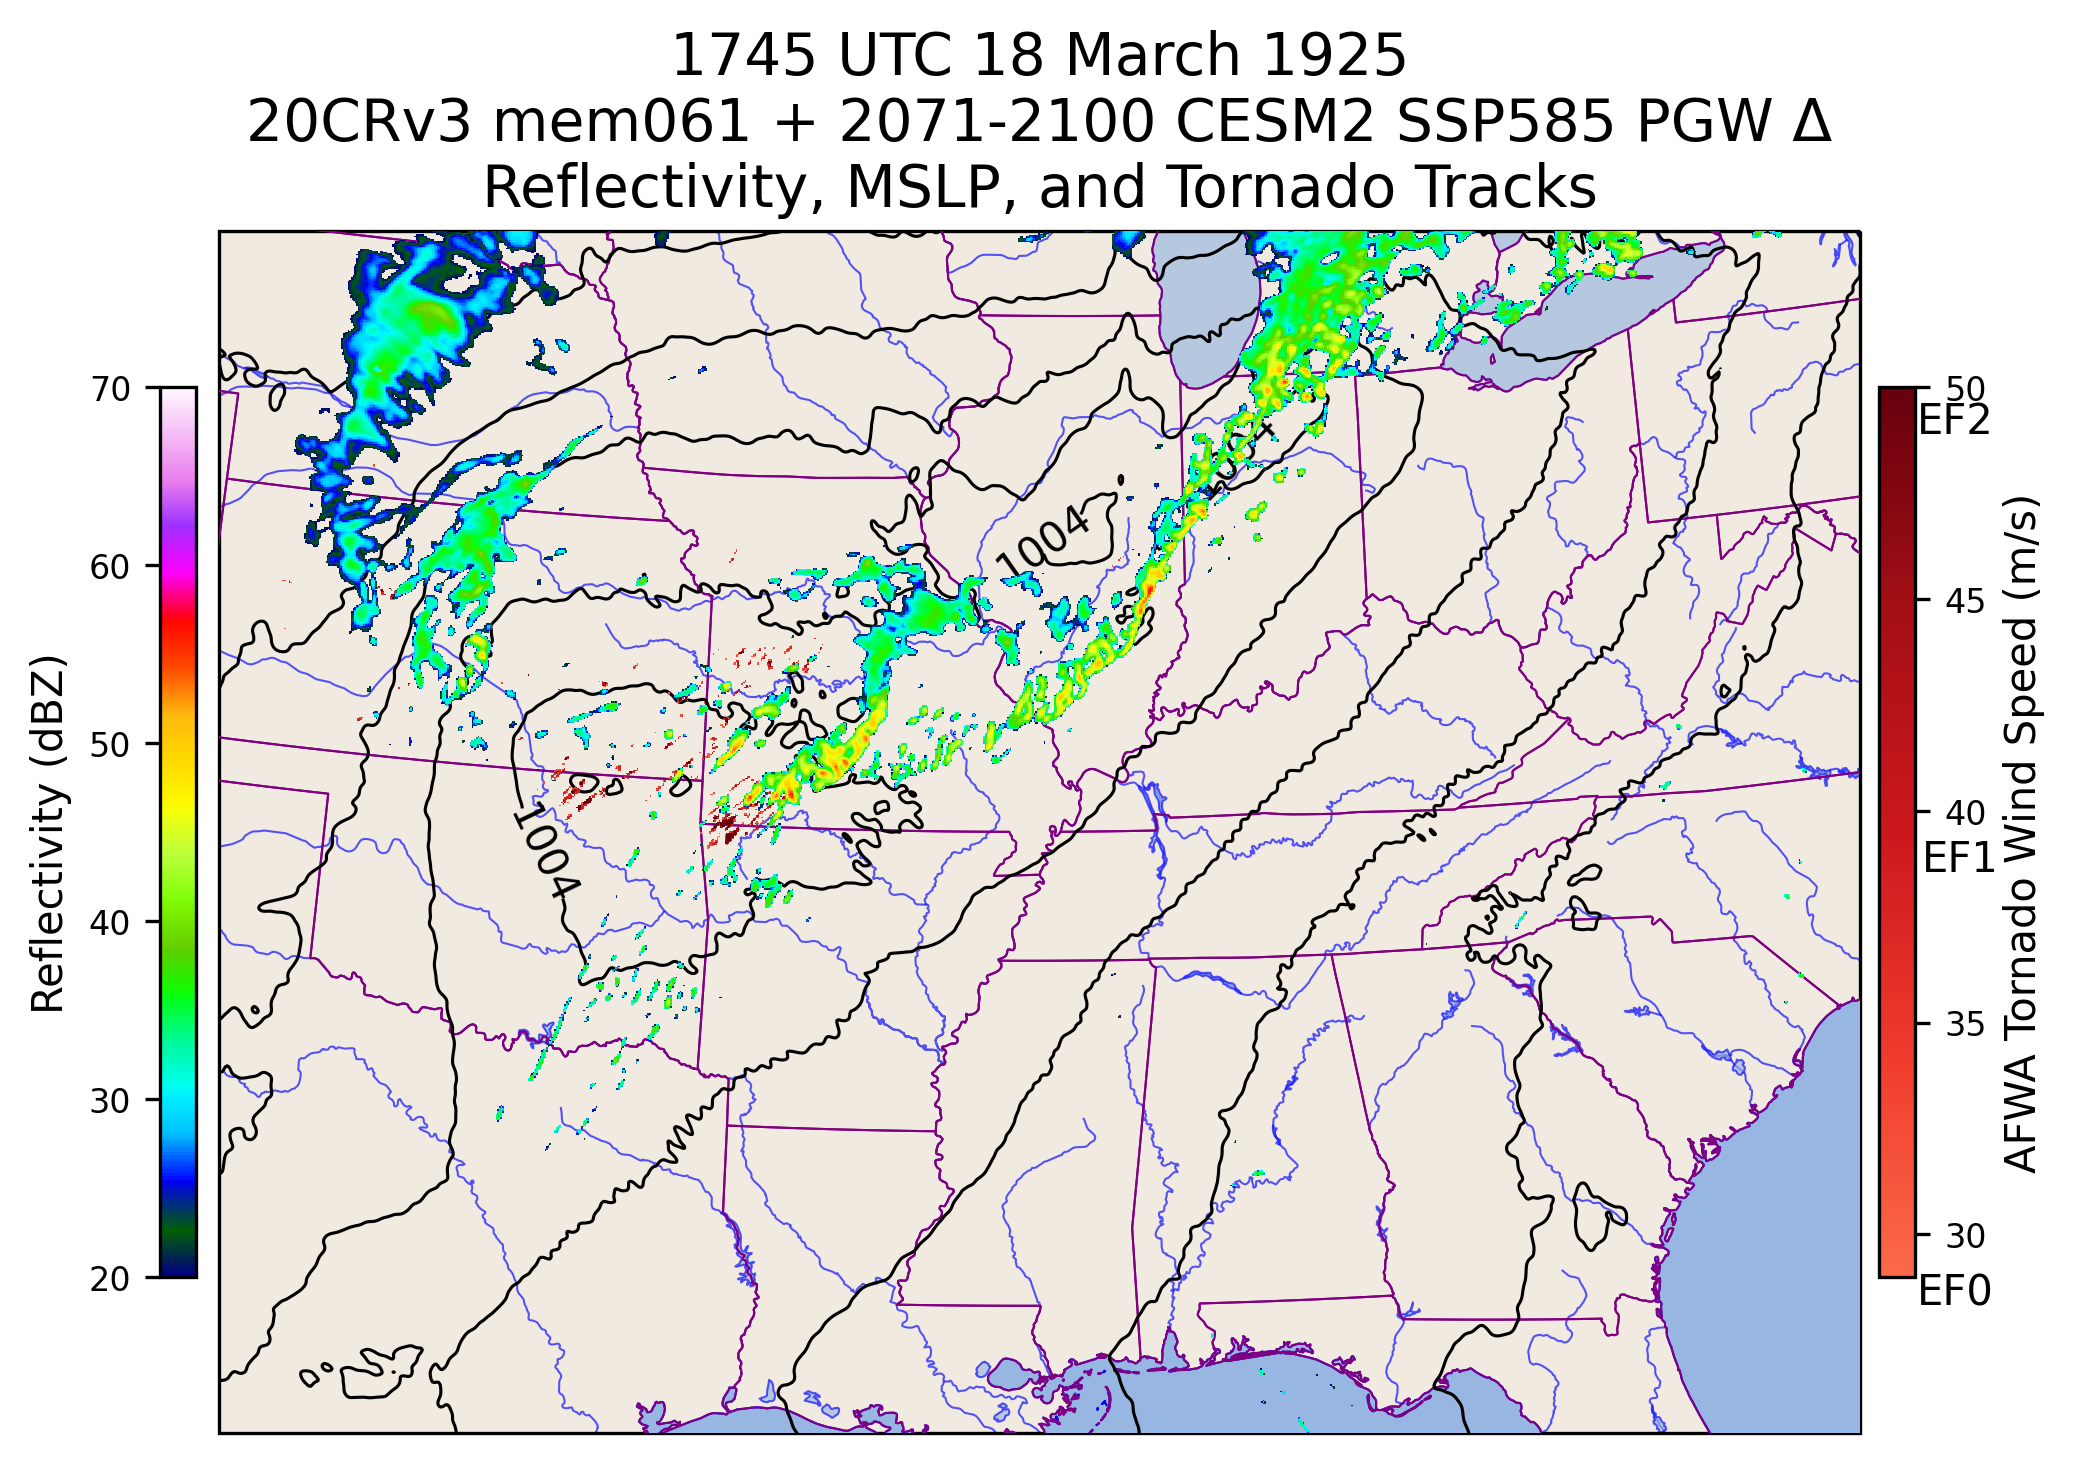 1745 UTC 18 March 1925
20CRv3 mem061 + 2071-2100 CESM2 SSP585 PGW Δ
Reflectivity, MSLP, and Tornado Tracks
70
60
50
40
30
20
Reflectivity (dBZ)
1004
1004
1004
50
EF2
45
40
EF1
35
30
EF0
AFWA Tornado Wind Speed (m/s)